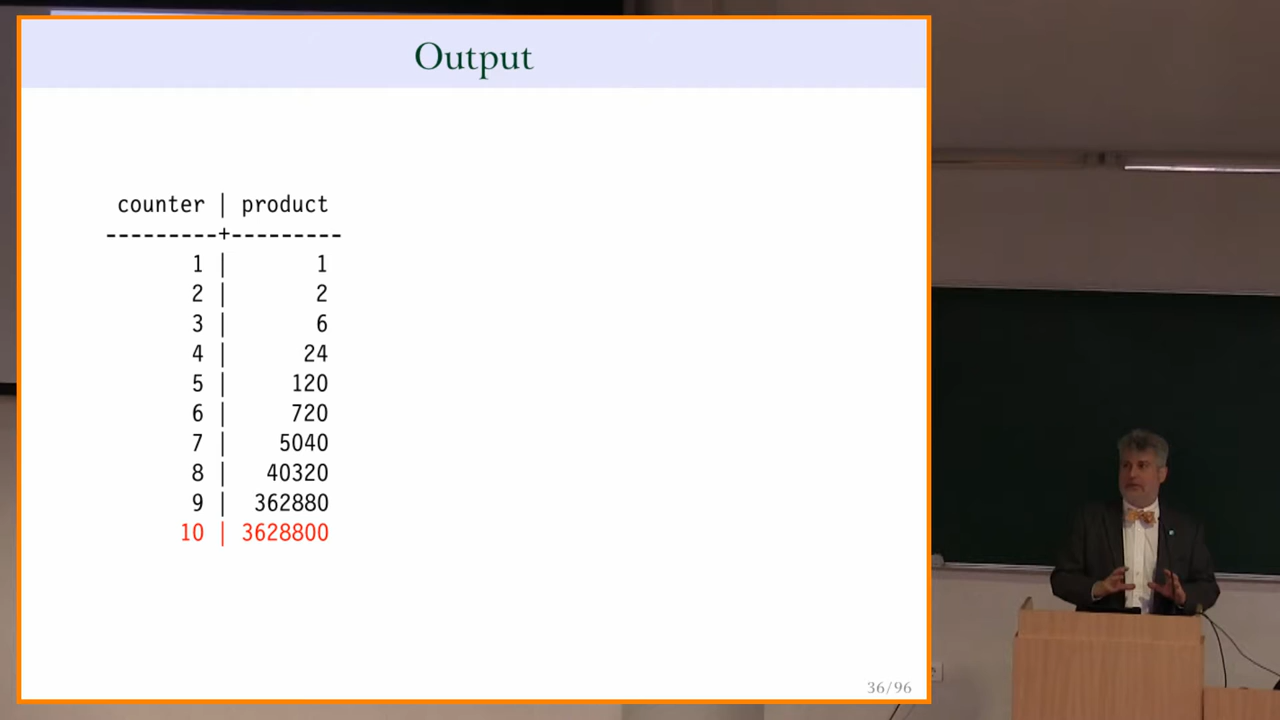 Output
counter | product
---------+---------
1 | 1
2 | 2
3 | 6
4 | 24
5 | 120
6 | 720
7 | 5040
8 | 40320
9 | 362880
10 | 3628800
36/96